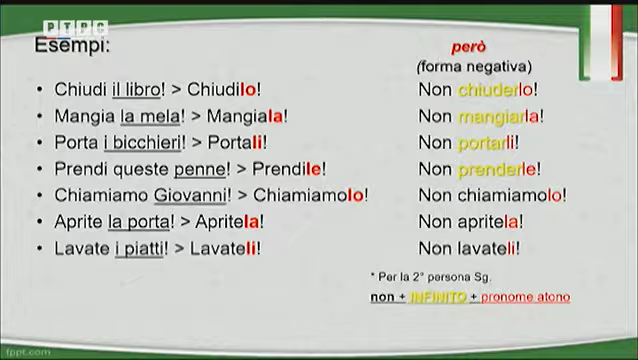 РТРС
Esempi:
però
(forma negativa)
• Chiudi il libro! > Chiudilo! Non chiuderlo!
• Mangia la mela! > Mangiala! Non mangiarla!
• Porta i bicchieri! > Portali! Non portarli!
• Prendi queste penne! > Prendile! Non prenderle!
• Chiamiamo Giovanni! > Chiamiamolo! Non chiamiamolo!
• Aprite la porta! > Apritela! Non apritela!
• Lavate i piatti! > Lavateli! Non lavateli!
* Per la 2° persona Sg.
non + INFINITO + pronome atono
fppt.com